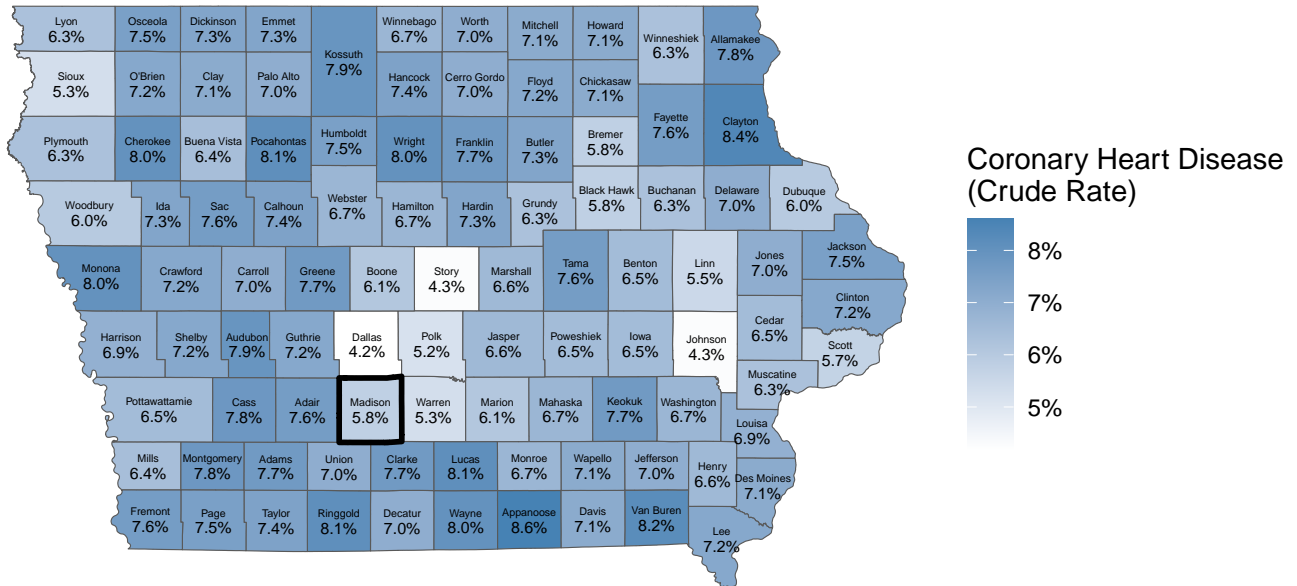 Lyon
6.3%
Osceola
7.5%
Dickinson
7.3%
Emmet
7.3%
Kossuth
7.9%
Winnebago
6.7%
Worth
7.0%
Mitchell
7.1%
Howard
7.1%
Winneshiek
6.3%
Allamakee
7.8%
Sioux
5.3%
O'Brien
7.2%
Clay
7.1%
Palo Alto
7.0%
Hancock
7.4%
Cerro Gordo
7.0%
Floyd
7.2%
Chickasaw
7.1%
Fayette
7.6%
Clayton
8.4%
Plymouth
6.3%
Cherokee
8.0%
Buena Vista
6.4%
Pocahontas
8.1%
Humboldt
7.5%
Wright
8.0%
Franklin
7.7%
Butler
7.3%
Bremer
5.8%
Woodbury
6.0%
Ida
7.3%
Sac
7.6%
Calhoun
7.4%
Webster
6.7%
Hamilton
6.7%
Hardin
7.3%
Grundy
6.3%
Black Hawk
5.8%
Buchanan
6.3%
Delaware
7.0%
Dubuque
6.0%
Monona
8.0%
Crawford
7.2%
Carroll
7.0%
Greene
7.7%
Boone
6.1%
Story
4.3%
Marshall
6.6%
Tama
7.6%
Benton
6.5%
Linn
5.5%
Jones
7.0%
Jackson
7.5%
Clinton
7.2%
Harrison
6.9%
Shelby
7.2%
Audubon
7.9%
Guthrie
7.2%
Dallas
4.2%
Polk
5.2%
Jasper
6.6%
Poweshiek
6.5%
Iowa
6.5%
Johnson
4.3%
Cedar
6.5%
Scott
5.7%
Muscatine
6.3%
Pottawattamie
6.5%
Cass
7.8%
Adair
7.6%
Madison
5.8%
Warren
5.3%
Marion
6.1%
Mahaska
6.7%
Keokuk
7.7%
Washington
6.7%
Louisa
6.9%
Mills
6.4%
Montgomery
7.8%
Adams
7.7%
Union
7.0%
Clarke
7.7%
Lucas
8.1%
Monroe
6.7%
Wapello
7.1%
Jefferson
7.0%
Henry
6.6%
Des Moines
7.1%
Fremont
7.6%
Page
7.5%
Taylor
7.4%
Ringgold
8.1%
Decatur
7.0%
Wayne
8.0%
Appanoose
8.6%
Davis
7.1%
Van Buren
8.2%
Lee
7.2%
Coronary Heart Disease
(Crude Rate)
8%
7%
6%
5%